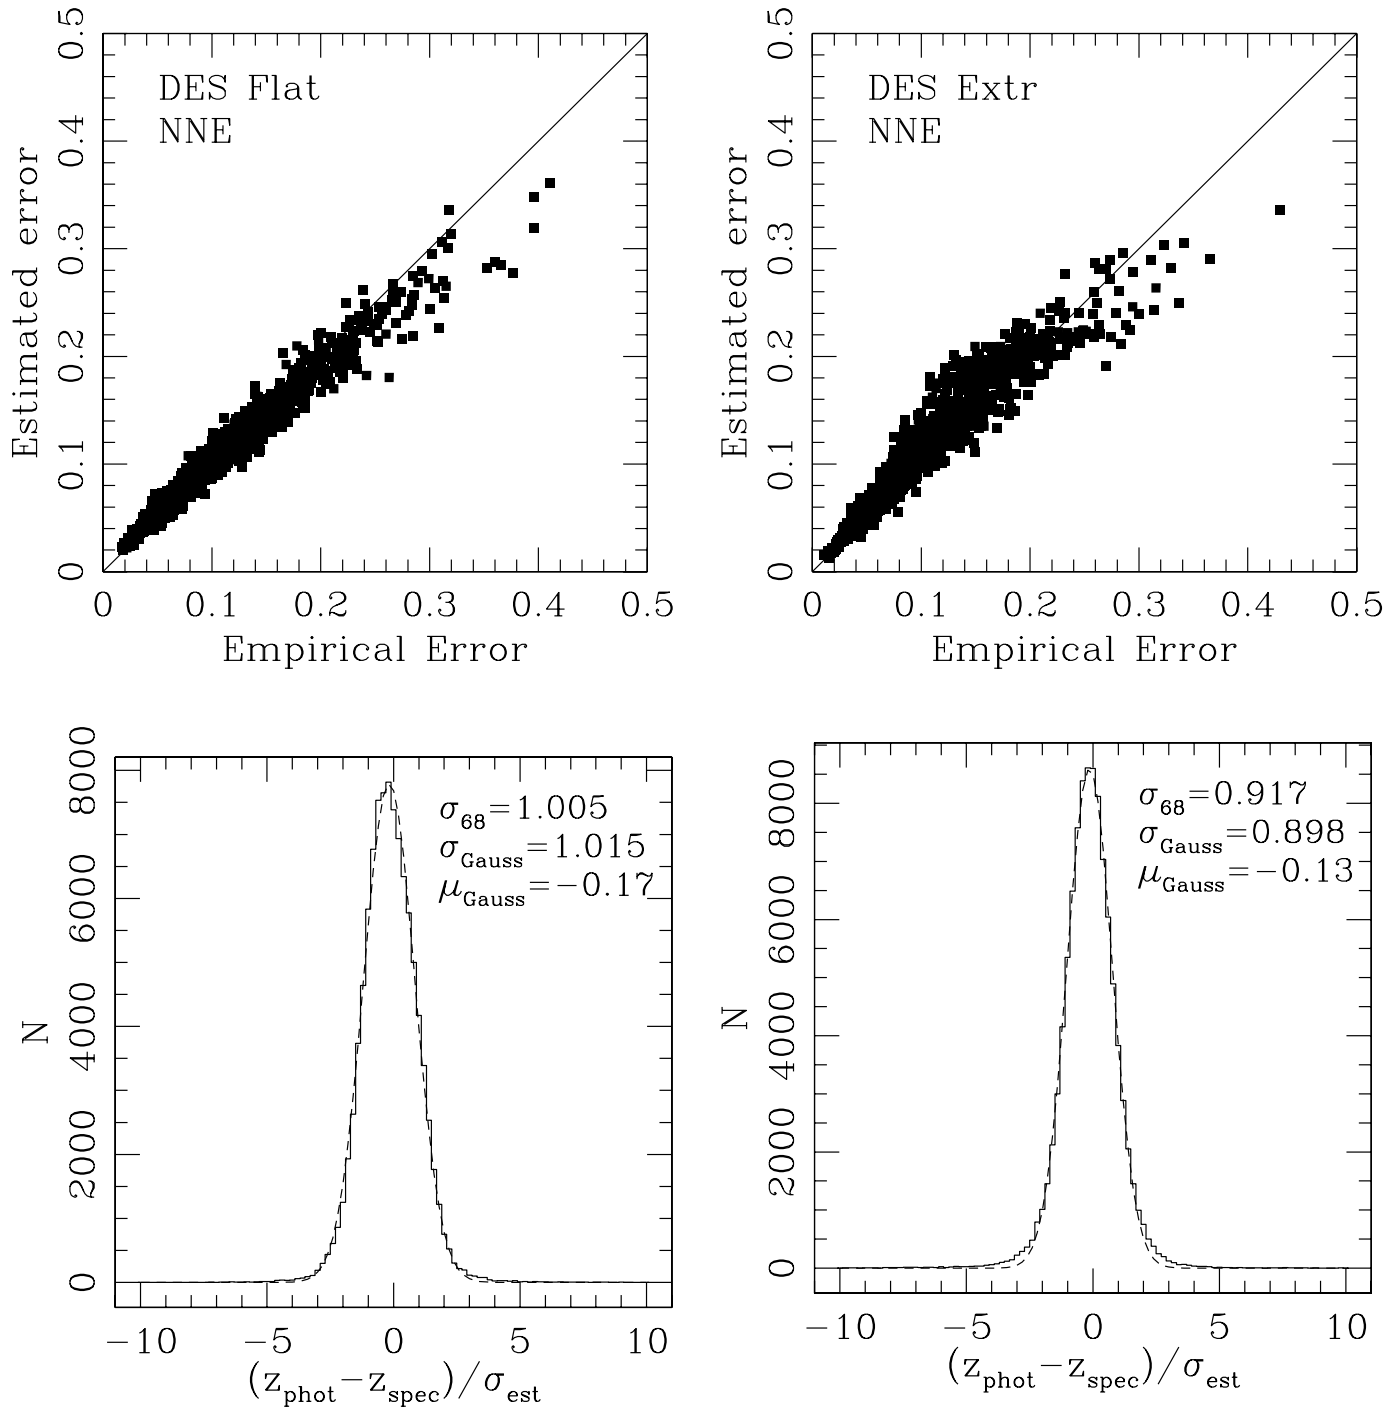 0.5
0.4
0.3
0.2
0.1
0
Estimated error
DES Flat
NNE
0 0.1 0.2 0.3 0.4 0.5
Empirical Error
0.5
0.4
0.3
0.2
0.1
0
Estimated error
DES Extr
NNE
0 0.1 0.2 0.3 0.4 0.5
Empirical Error
8000
6000
4000
2000
0
N
σ68=1.005
σGauss=1.015
μGauss=−0.17
−10 −5 0 5 10
(zphot−zspec)/σest
8000
6000
4000
2000
0
N
σ68=0.917
σGauss=0.898
μGauss=−0.13
−10 −5 0 5 10
(zphot−zspec)/σest